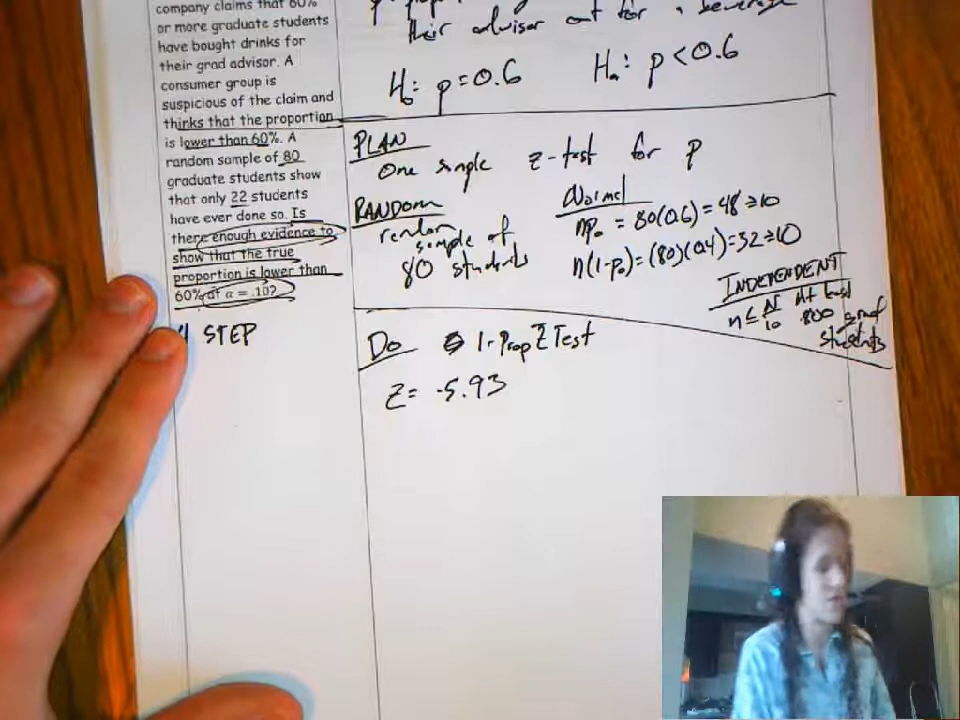 company claims that 60%
or more graduate students
have bought drinks for
their grad advisor. A
consumer group is
suspicious of the claim and
thinks that the proportion
is lower than 60%. A
random sample of 80
graduate students show
that only 22 students
have ever done so. Is
there enough evidence to
show that the true
proportion is lower than
60% at α = .10?
4 STEP
their advisor out for a beverage
H₀: p = 0.6
Hₐ: p < 0.6
PLAN
One sample z-test for p
RANDOM
random
sample of
80 students
Normal
np₀ = 80(0.6) = 48 ≥ 10
n(1-p₀) = (80)(0.4) = 32 ≥ 10
INDEPENDENT
n ≤ N/10 At least
800 grad
students
Do 1-Prop Z Test
Z = -5.93